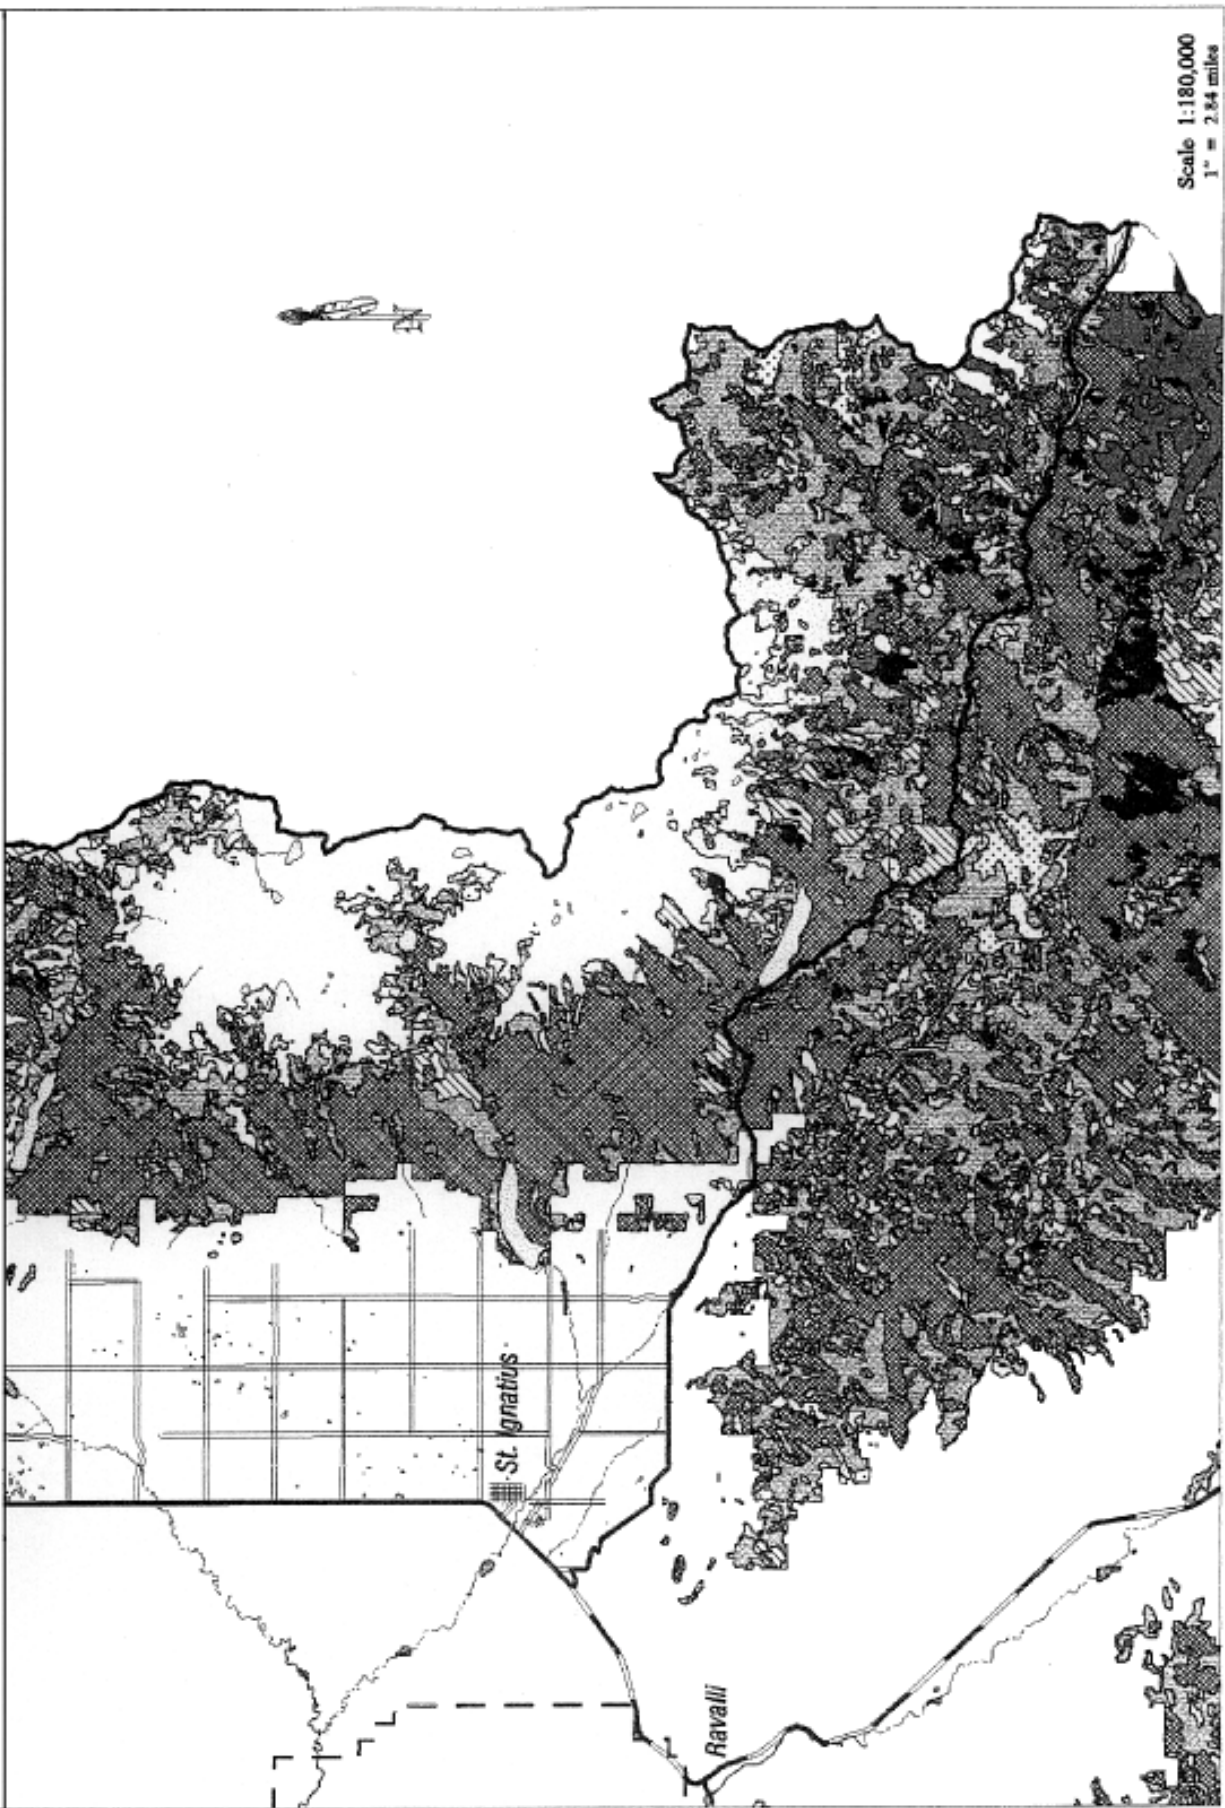 Scale 1:180,000
1" = 2.84 miles
St. Ignatius
Ravalli